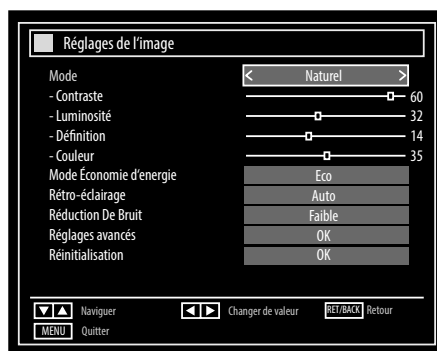 Réglages de l'image
Mode < Naturel >
- Contraste 60
- Luminosité 32
- Définition 14
- Couleur 35
Mode Économie d'energie Eco
Rétro-éclairage Auto
Réduction De Bruit Faible
Réglages avancés OK
Réinitialisation OK
▼▲ Naviguer ◀▶ Changer de valeur RET/BACK Retour
MENU Quitter